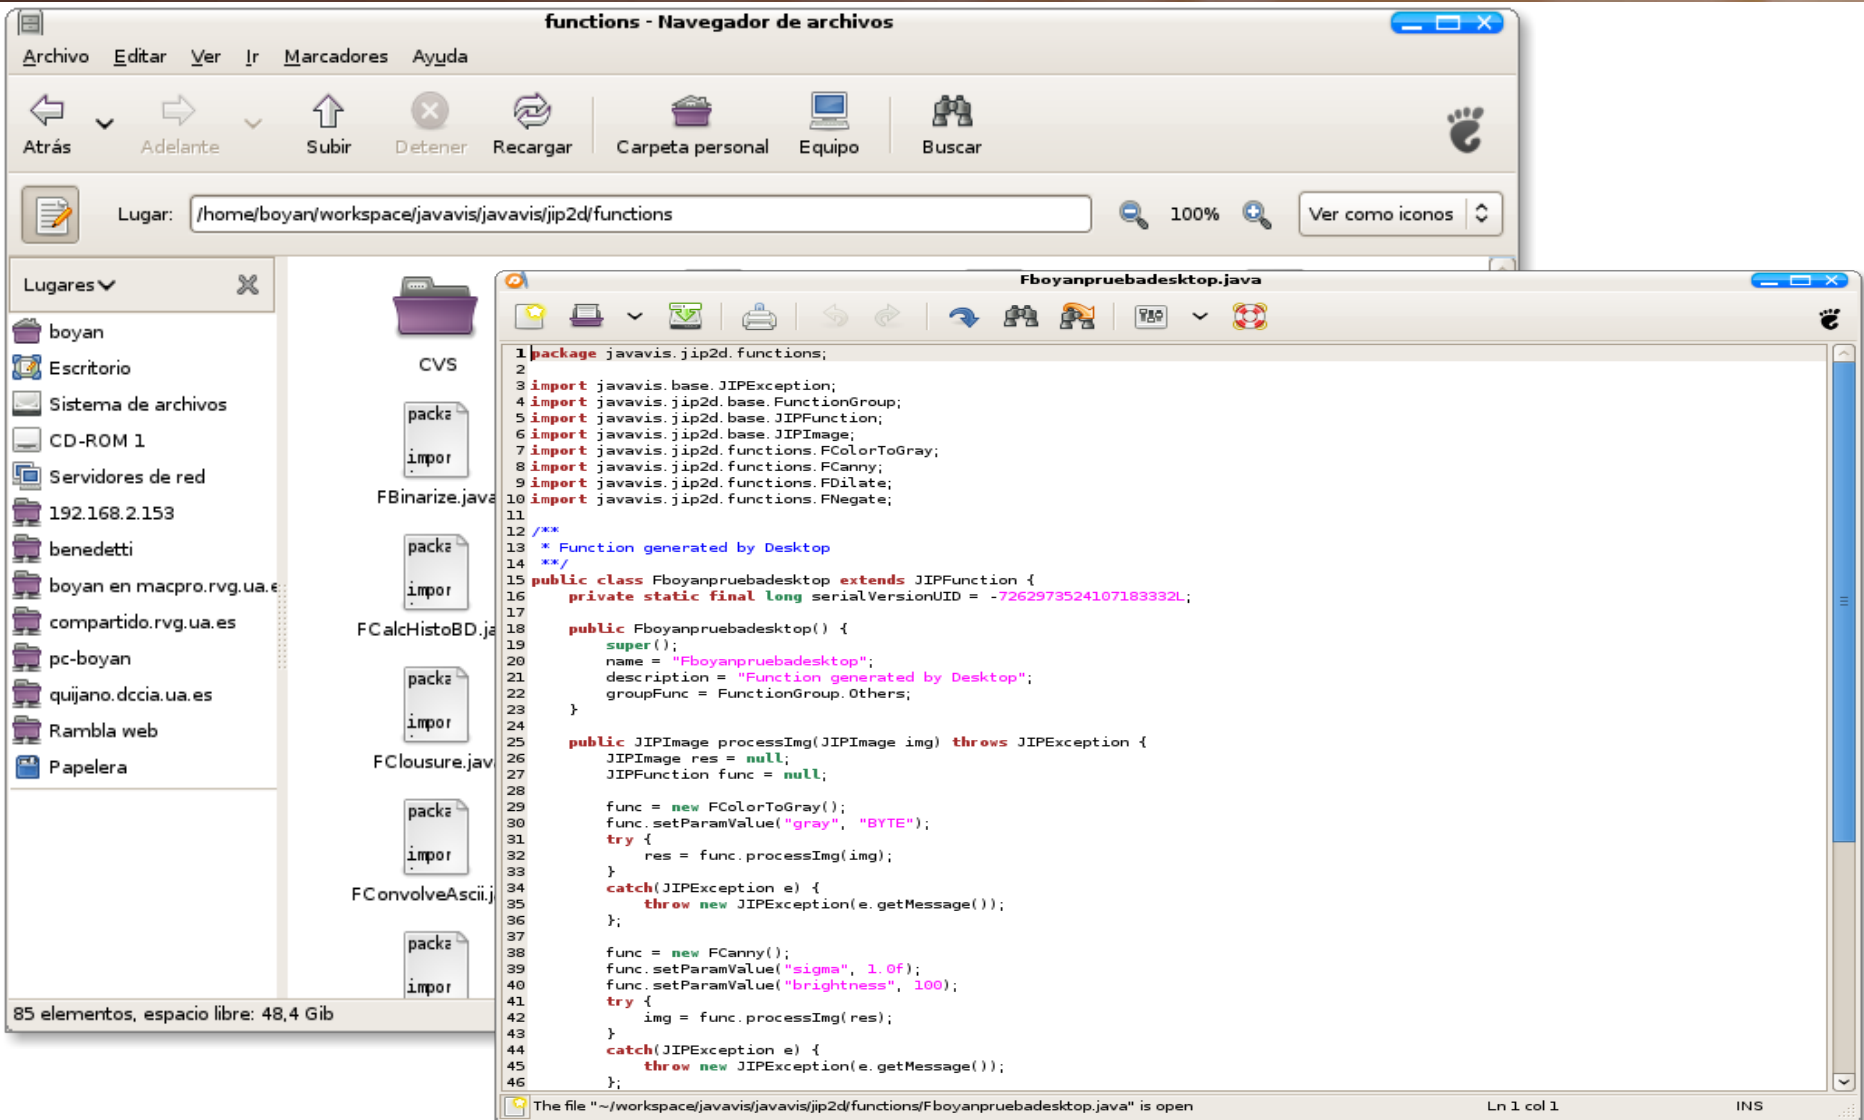 functions - Navegador de archivos
Archivo Editar Ver Ir Marcadores Ayuda
Atrás Adelante Subir Detener Recargar Carpeta personal Equipo Buscar
Lugar: /home/boyan/workspace/javavis/javavis/jip2d/functions 100% Ver como iconos
Lugares
boyan
Escritorio
Sistema de archivos
CD-ROM 1
Servidores de red
192.168.2.153
benedetti
boyan en macpro.rvg.ua.e
compartido.rvg.ua.es
pc-boyan
quijano.dccia.ua.es
Rambla web
Papelera
CVS
packa
impor
FBinarize.java
packa
impor
FCalcHistoBD.ja
packa
impor
FClousure.jav
packa
impor
FConvolveAscii.j
packa
impor
85 elementos, espacio libre: 48,4 Gib
Fboyanpruebadesktop.java
1 package javavis.jip2d.functions;
2
3 import javavis.base.JIPException;
4 import javavis.jip2d.base.FunctionGroup;
5 import javavis.jip2d.base.JIPFunction;
6 import javavis.jip2d.base.JIPImage;
7 import javavis.jip2d.functions.FColorToGray;
8 import javavis.jip2d.functions.FCanny;
9 import javavis.jip2d.functions.FDilate;
10 import javavis.jip2d.functions.FNegate;
11
12 /**
13 * Function generated by Desktop
14 **/
15 public class Fboyanpruebadesktop extends JIPFunction {
16 private static final long serialVersionUID = -7262973524107183332L;
17
18 public Fboyanpruebadesktop() {
19 super();
20 name = "Fboyanpruebadesktop";
21 description = "Function generated by Desktop";
22 groupFunc = FunctionGroup.Others;
23 }
24
25 public JIPImage processImg(JIPImage img) throws JIPException {
26 JIPImage res = null;
27 JIPFunction func = null;
28
29 func = new FColorToGray();
30 func.setParamValue("gray", "BYTE");
31 try {
32 res = func.processImg(img);
33 }
34 catch(JIPException e) {
35 throw new JIPException(e.getMessage());
36 };
37
38 func = new FCanny();
39 func.setParamValue("sigma", 1.0f);
40 func.setParamValue("brightness", 100);
41 try {
42 img = func.processImg(res);
43 }
44 catch(JIPException e) {
45 throw new JIPException(e.getMessage());
46 };
The file "~/workspace/javavis/javavis/jip2d/functions/Fboyanpruebadesktop.java" is open Ln 1 col 1 INS